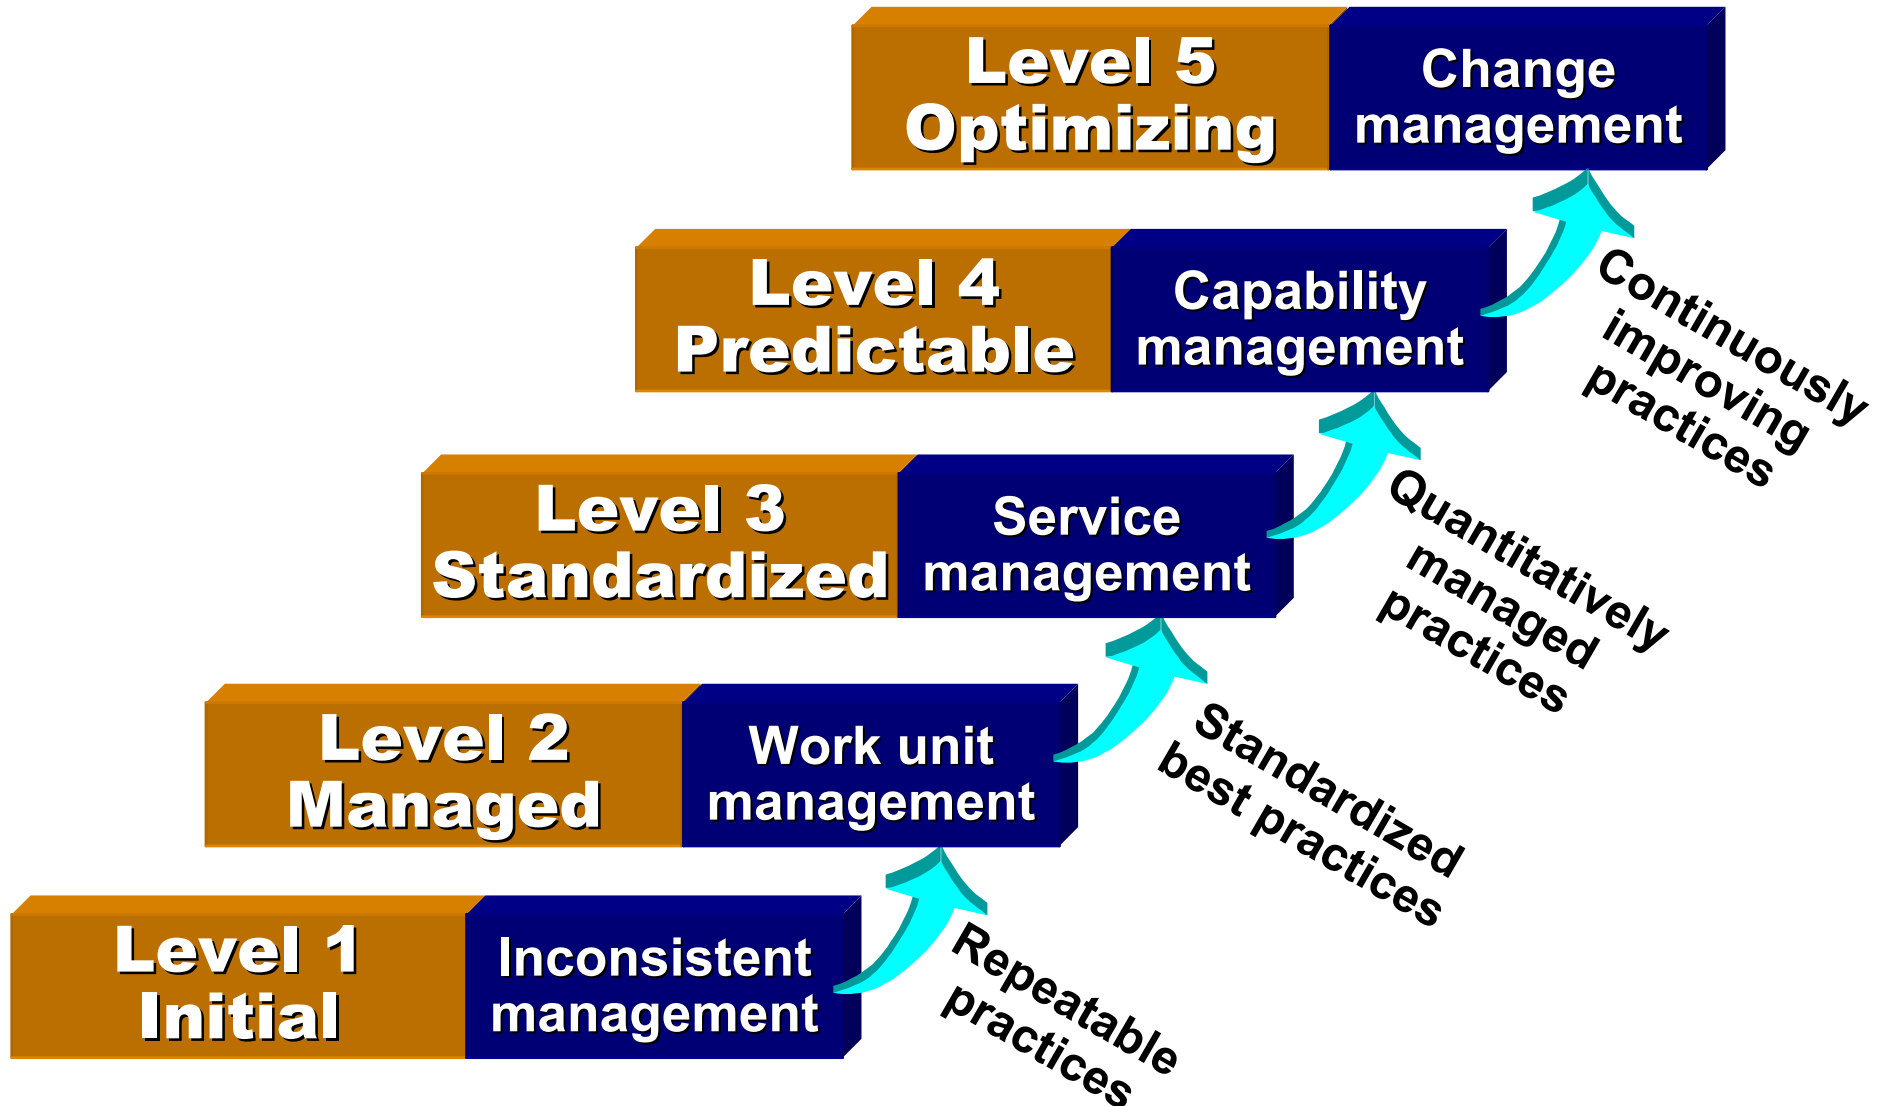 Level 5
Optimizing
Change
management
Continuously
improving
practices
Level 4
Predictable
Capability
management
Quantitatively
managed
practices
Level 3
Standardized
Service
management
Standardized
best practices
Level 2
Managed
Work unit
management
Repeatable
practices
Level 1
Initial
Inconsistent
management